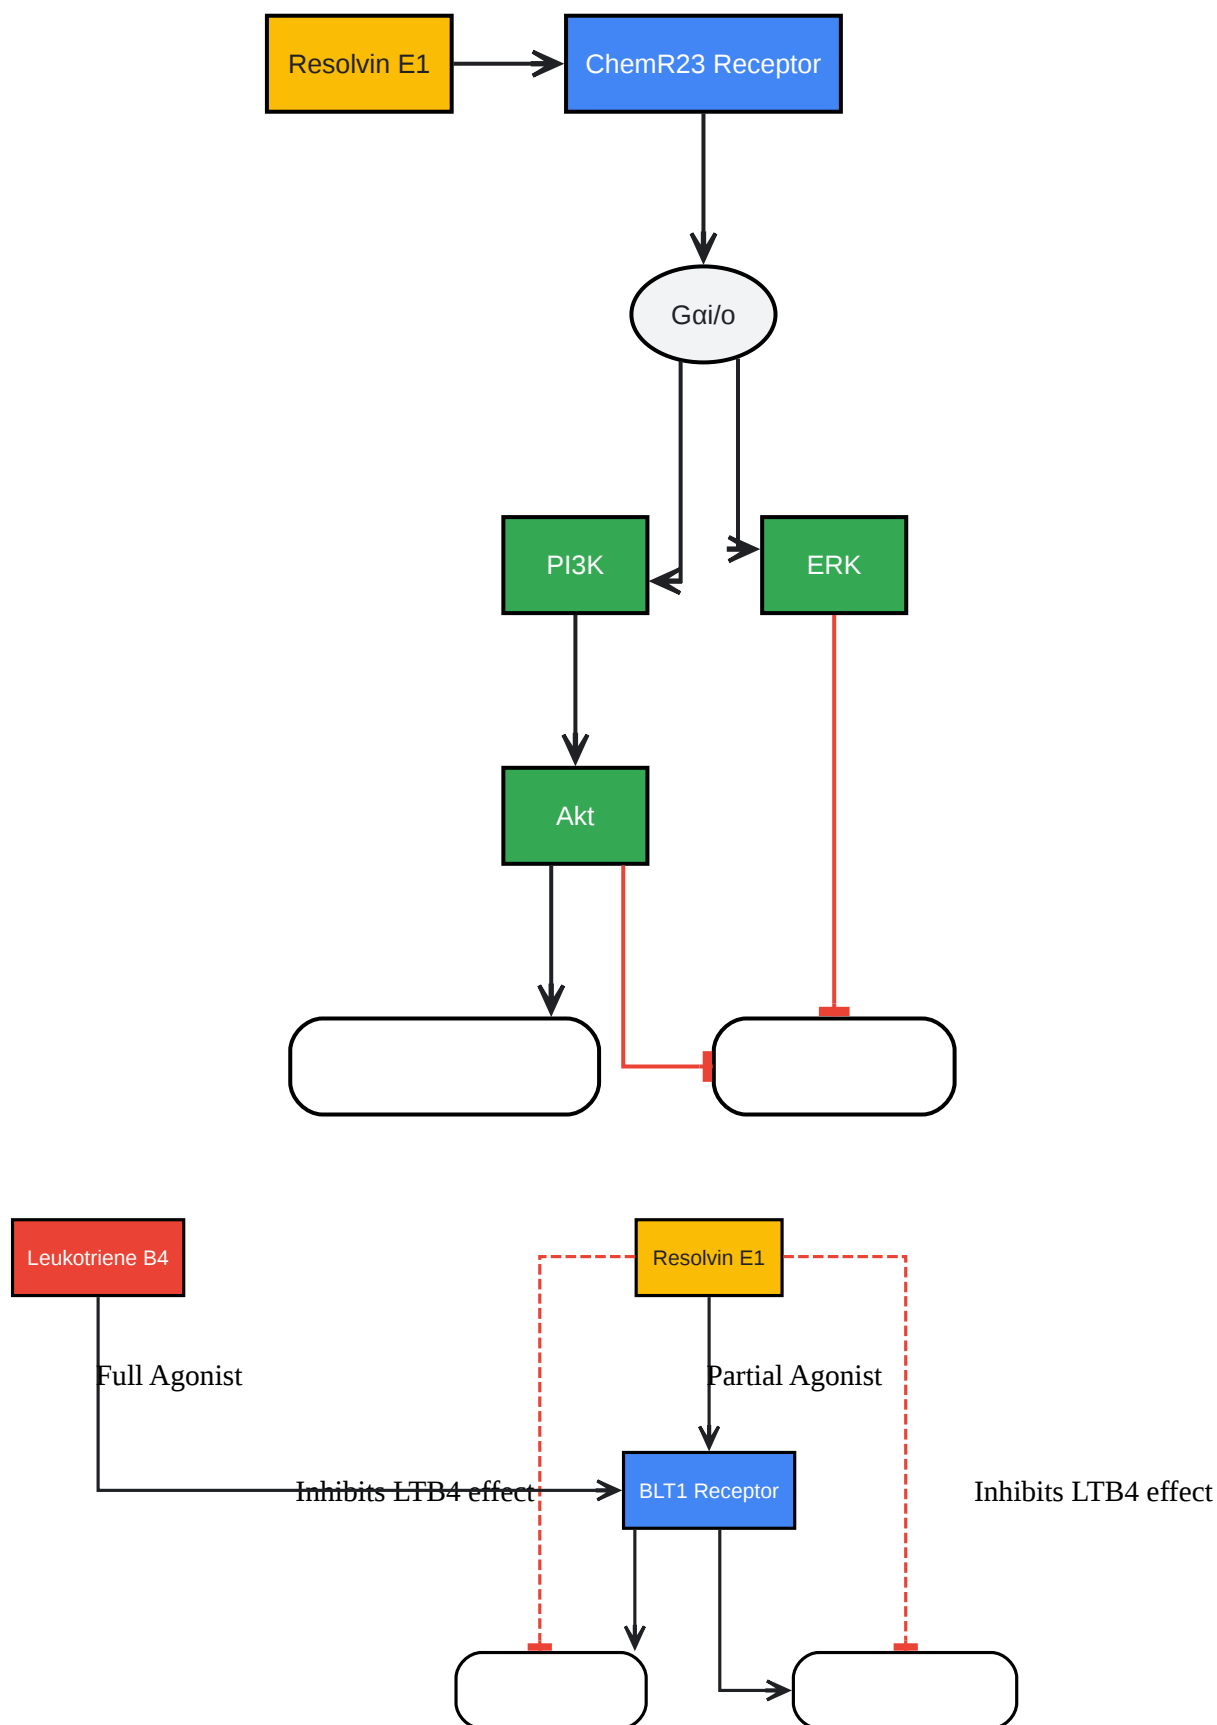 Resolvin E1
ChemR23 Receptor
Gαi/o
PI3K
ERK
Akt
Leukotriene B4
Resolvin E1
Full Agonist
Partial Agonist
Inhibits LTB4 effect
BLT1 Receptor
Inhibits LTB4 effect